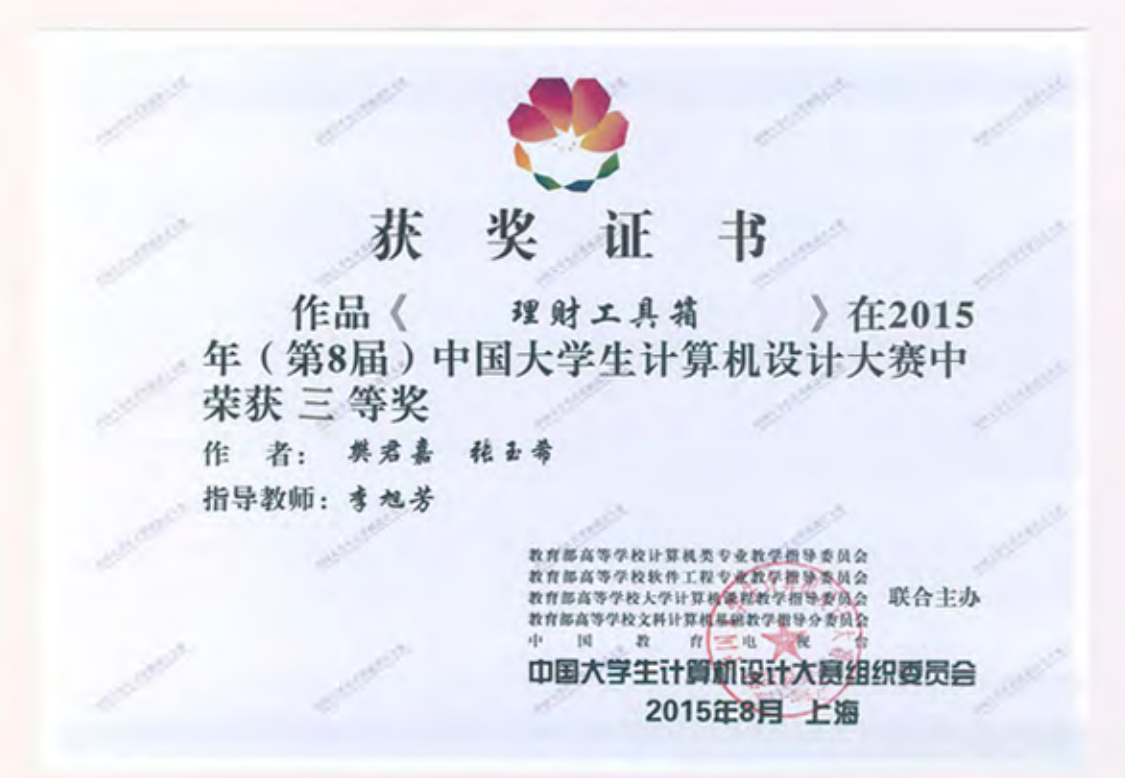 获 奖 证 书
作品《 理财工具箱 》在2015
年（第8届）中国大学生计算机设计大赛中
荣获 三 等奖
作 者： 樊君嘉 张玉希
指导教师：李旭芳
教育部高等学校计算机类专业教学指导委员会
教育部高等学校软件工程专业教学指导委员会
教育部高等学校大学计算机课程教学指导委员会
教育部高等学校文科计算机基础教学指导分委员会
中 国 教 育 电 视 台
联合主办
中国大学生计算机设计大赛组织委员会
2015年8月 上海